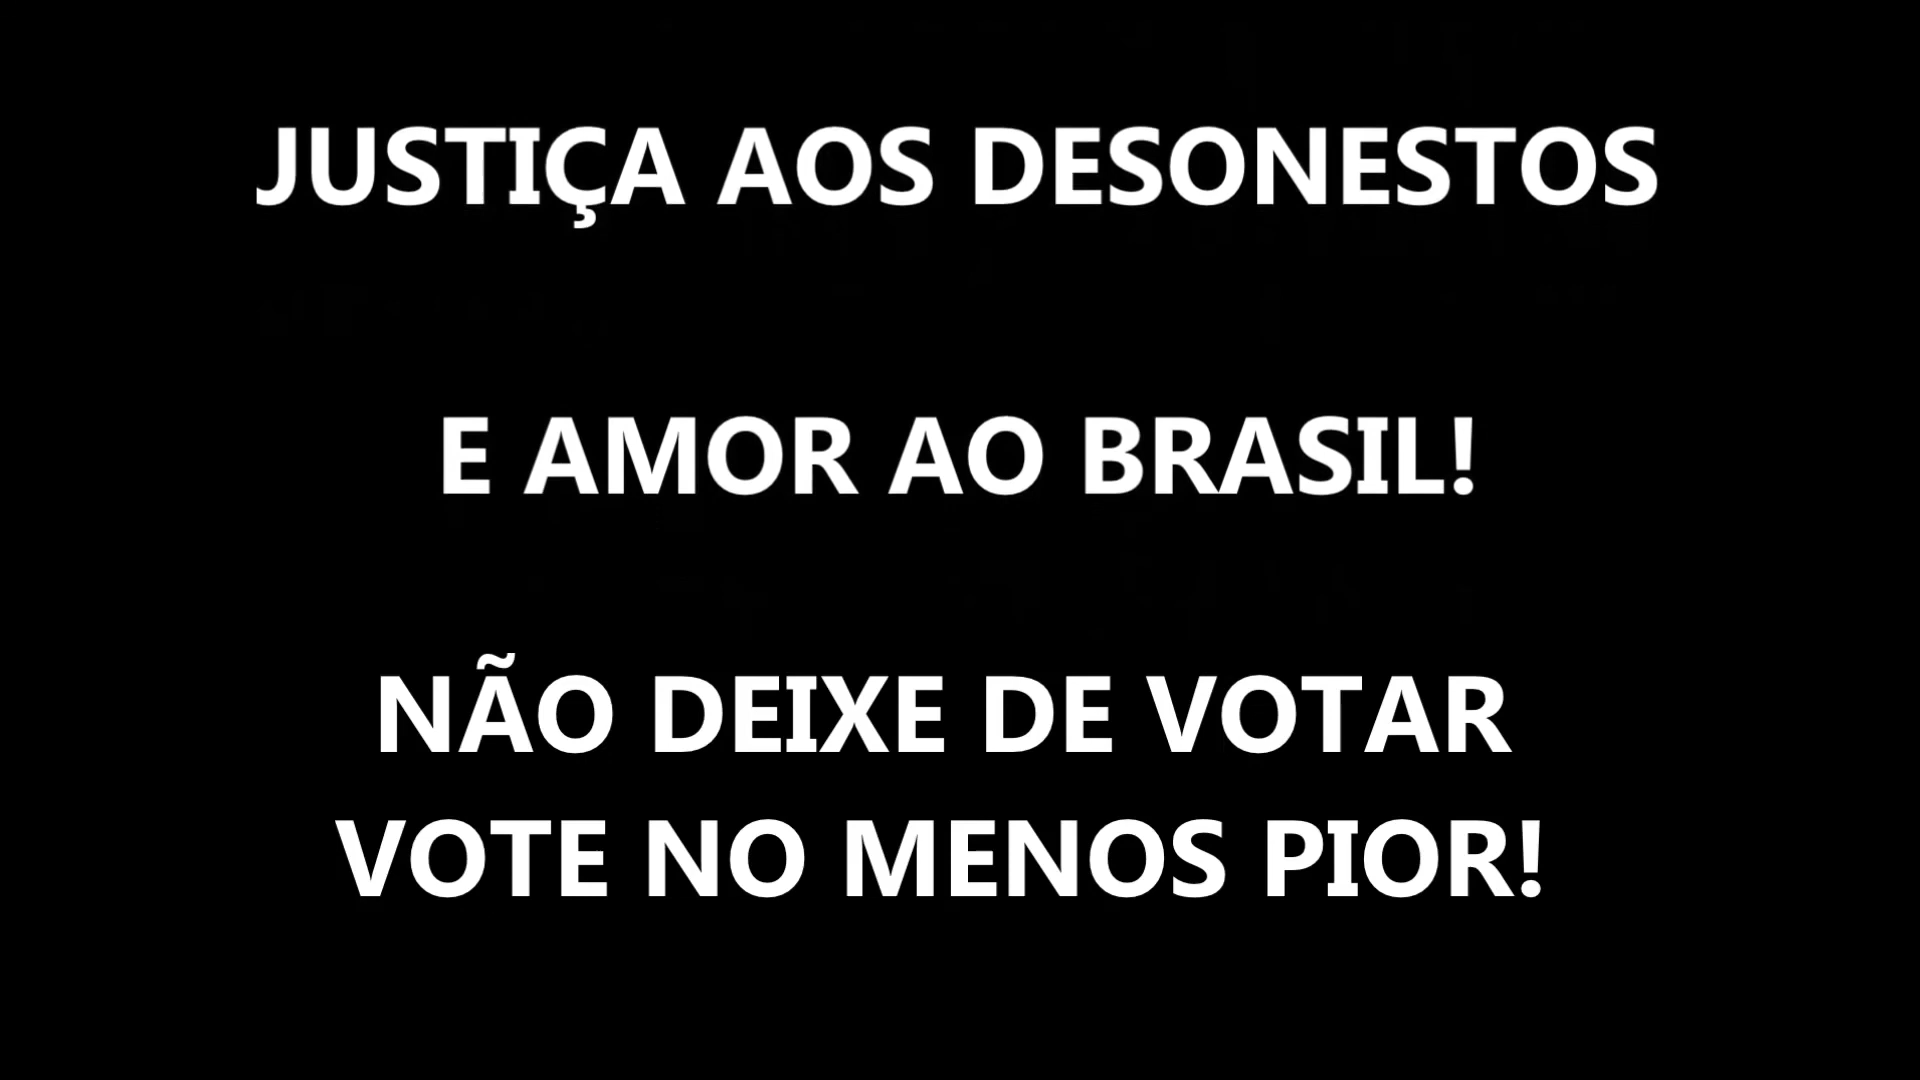 JUSTIÇA AOS DESONESTOS
E AMOR AO BRASIL!
NÃO DEIXE DE VOTAR
VOTE NO MENOS PIOR!